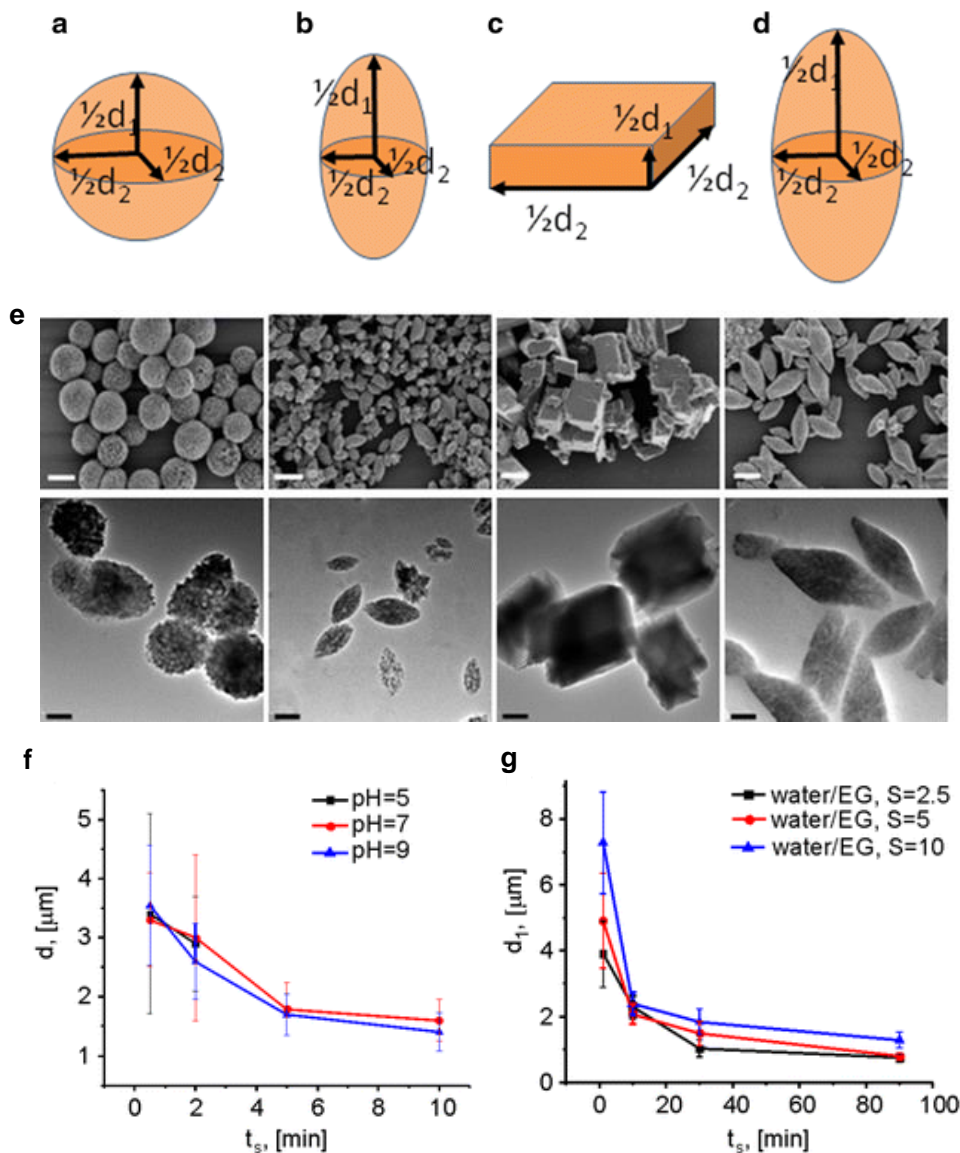 a
b
c
d
½d₁
½d₂
½d₂
½d₁
½d₂
½d₂
½d₁
½d₂
½d₂
½d₁
½d₂
e
f
g
pH=5
pH=7
pH=9
d, [μm]
5
4
3
2
1
0
2
4
6
8
10
tₛ, [min]
water/EG, S=2.5
water/EG, S=5
water/EG, S=10
d₁, [μm]
8
6
4
2
0
0
20
40
60
80
100
tₛ, [min]